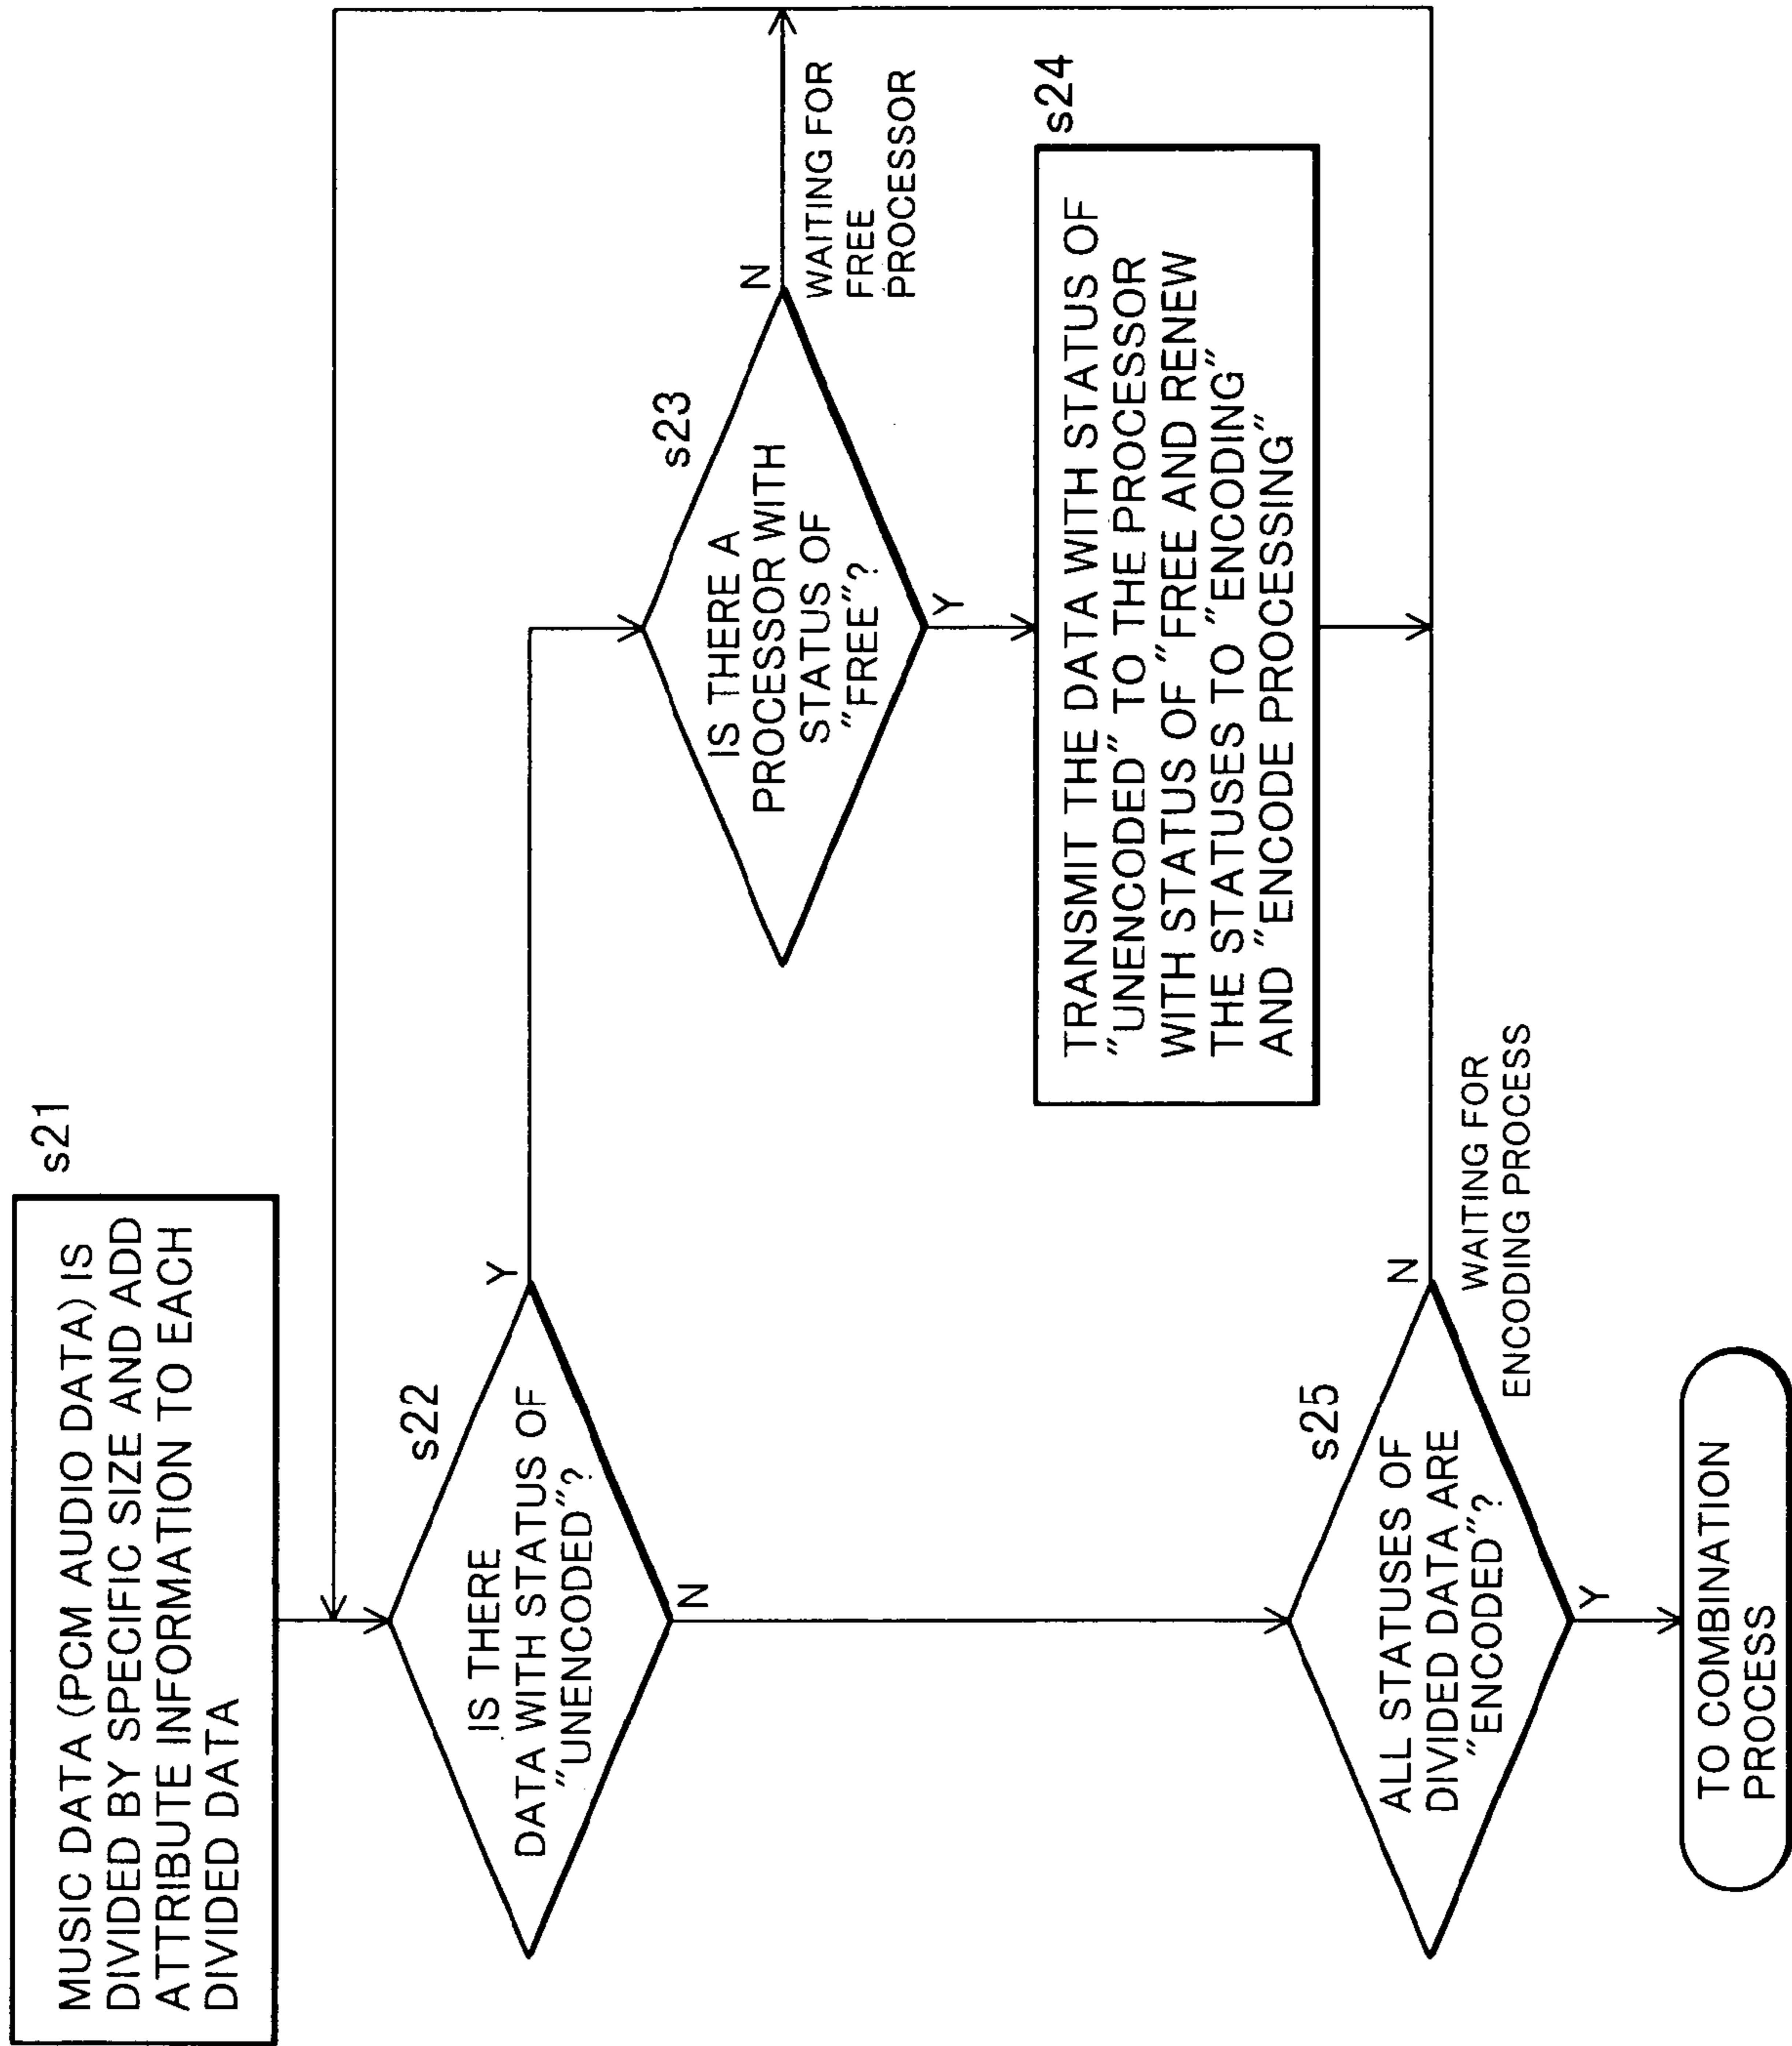 MUSIC DATA (PCM AUDIO DATA) IS
DIVIDED BY SPECIFIC SIZE AND ADD
ATTRIBUTE INFORMATION TO EACH
DIVIDED DATA
s21
IS THERE
DATA WITH STATUS OF
"UNENCODED"?
s22
Y
N
IS THERE A
PROCESSOR WITH
STATUS OF
"FREE"?
s23
N
WAITING FOR
FREE
PROCESSOR
Y
TRANSMIT THE DATA WITH STATUS OF
"UNENCODED" TO THE PROCESSOR
WITH STATUS OF "FREE AND RENEW
THE STATUSES TO "ENCODING"
AND "ENCODE PROCESSING"
s24
ALL STATUSES OF
DIVIDED DATA ARE
"ENCODED"?
s25
N
WAITING FOR
ENCODING PROCESS
Y
TO COMBINATION
PROCESS